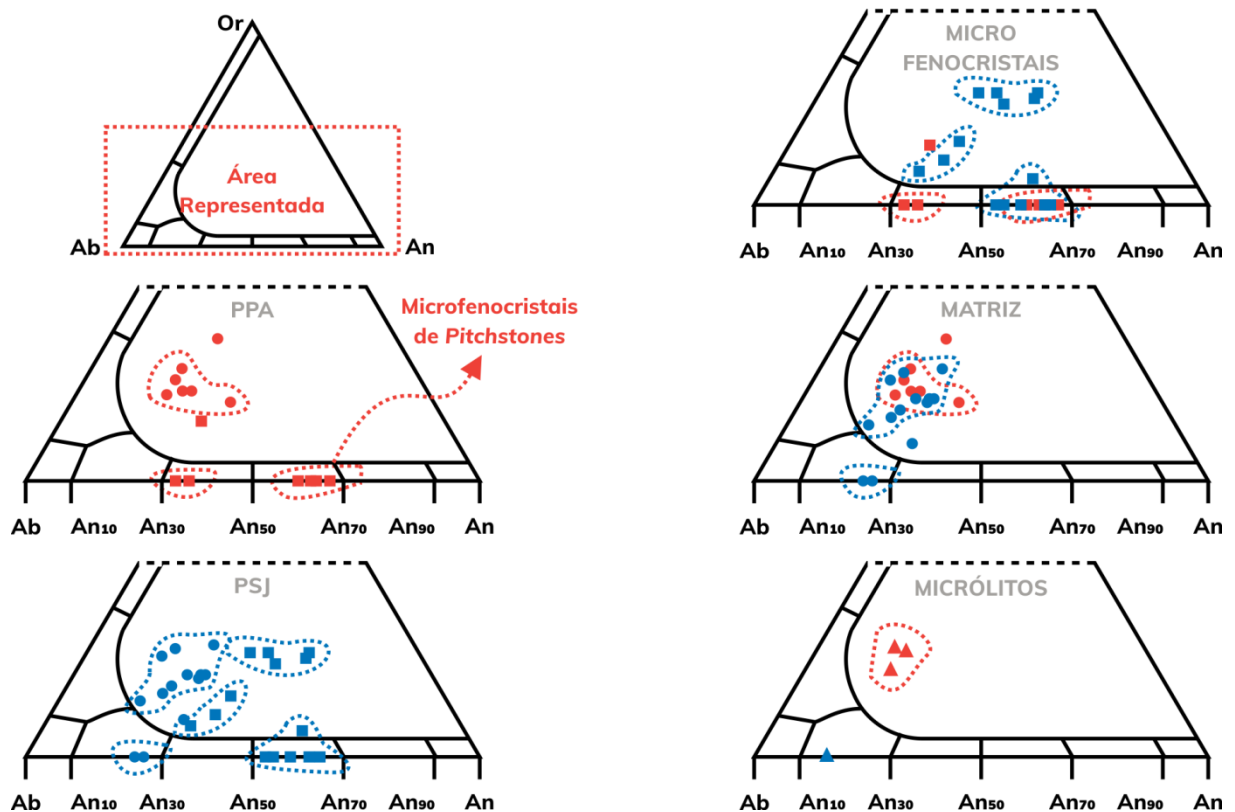 Or
Área
Representada
Ab
An
MICRO
FENOCRISTAIS
Ab
An10
An30
An50
An70
An90
An
PPA
Microfenocristais
de Pitchstones
Ab
An10
An30
An50
An70
An90
An
MATRIZ
Ab
An10
An30
An50
An70
An90
An
PSJ
Ab
An10
An30
An50
An70
An90
An
MICRÓLITOS
Ab
An10
An30
An50
An70
An90
An